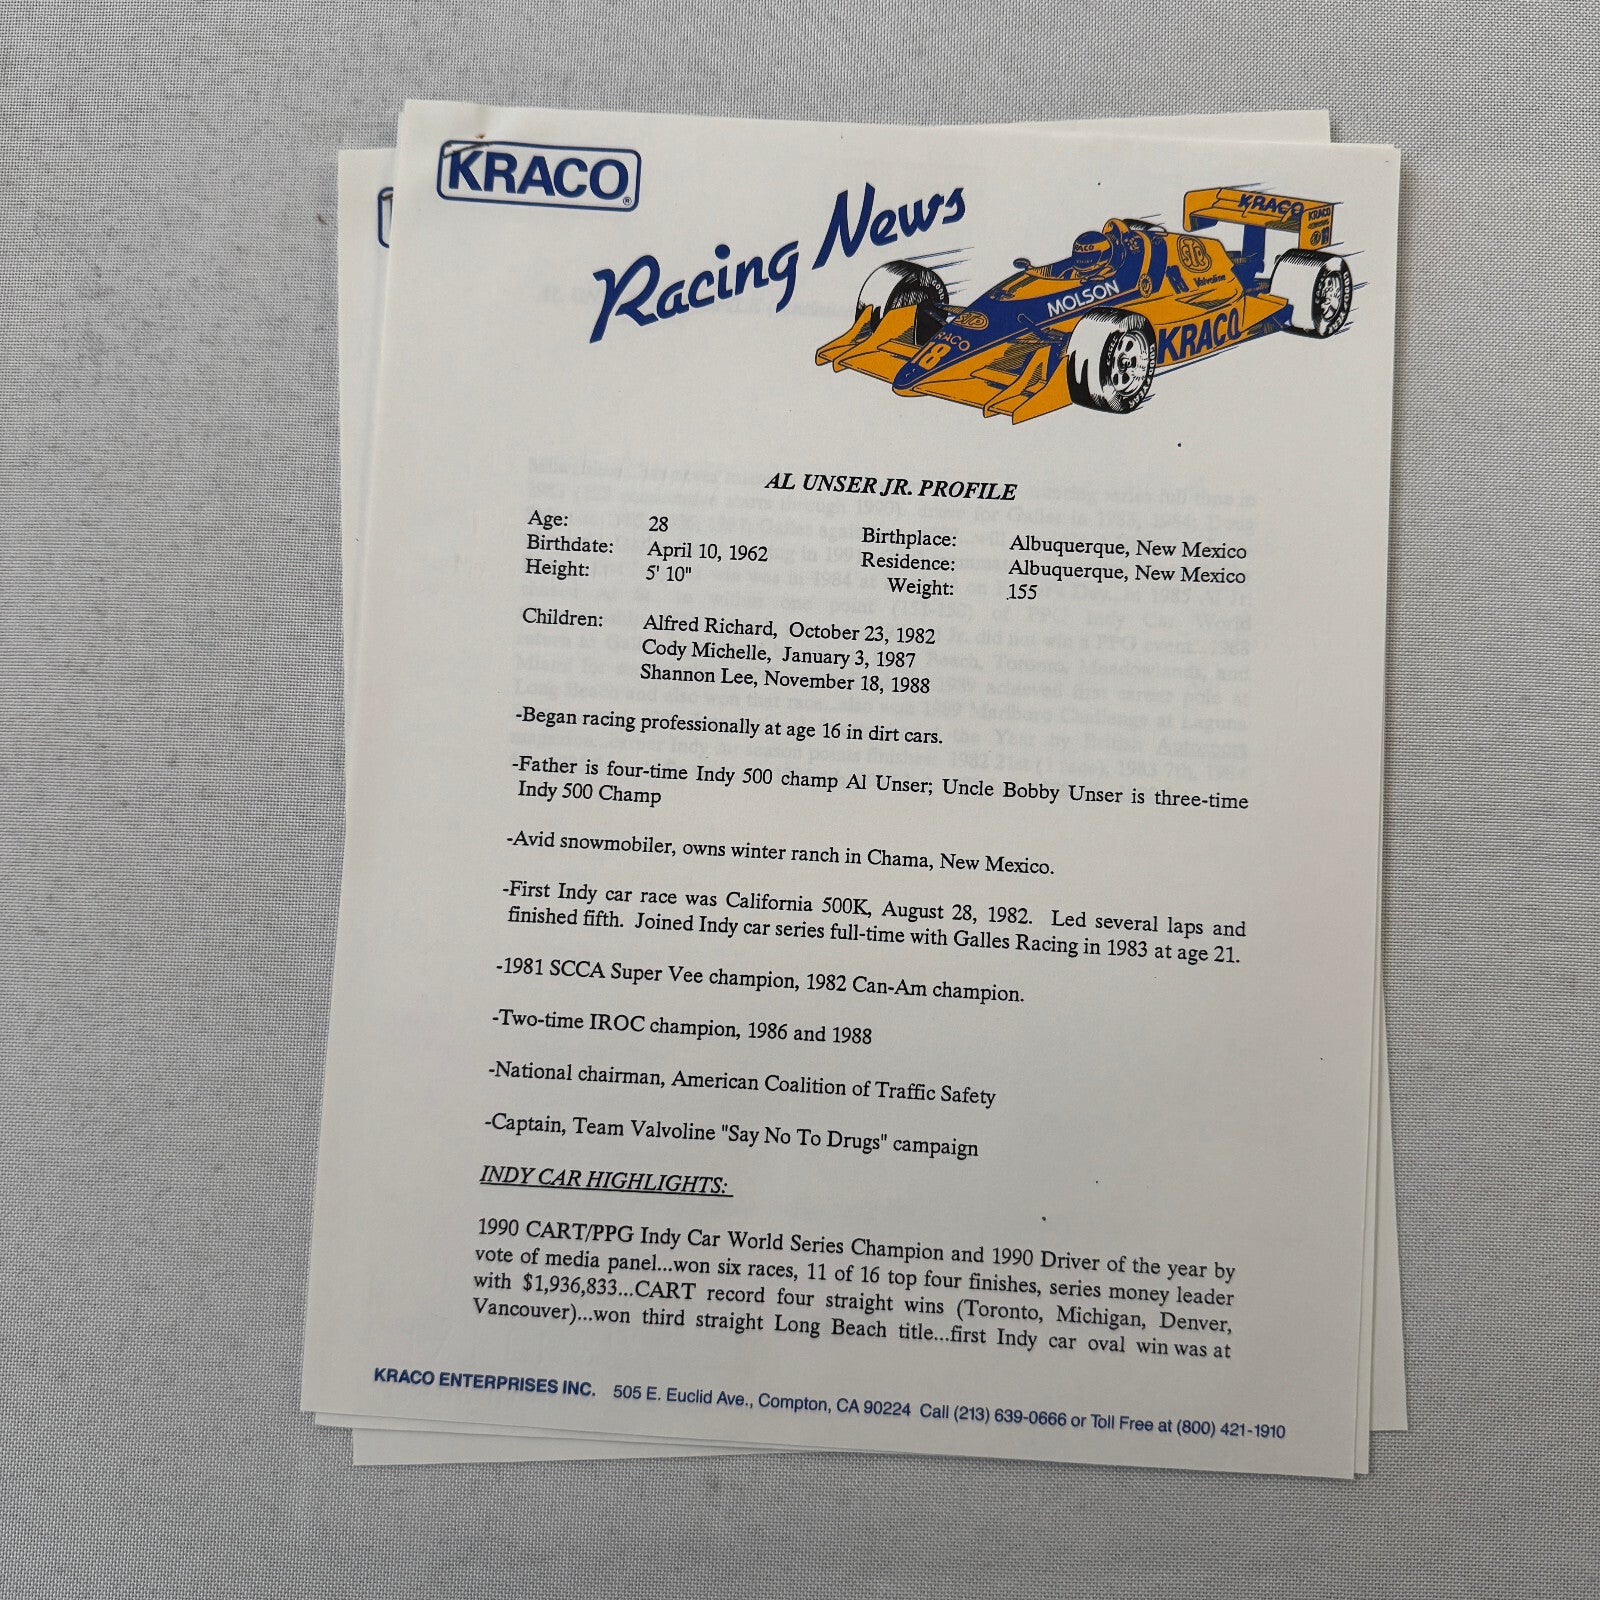 KRACO®
Racing News
KRACO
KRACO
MOLSON
STP
Valvoline
18
STP
KRACO
18
KRACO
AL UNSER JR. PROFILE
Age: 28 Birthplace: Albuquerque, New Mexico
Birthdate: April 10, 1962 Residence: Albuquerque, New Mexico
Height: 5' 10" Weight: 155
Children: Alfred Richard, October 23, 1982
Cody Michelle, January 3, 1987
Shannon Lee, November 18, 1988
-Began racing professionally at age 16 in dirt cars.
-Father is four-time Indy 500 champ Al Unser; Uncle Bobby Unser is three-time
Indy 500 Champ
-Avid snowmobiler, owns winter ranch in Chama, New Mexico.
-First Indy car race was California 500K, August 28, 1982. Led several laps and
finished fifth. Joined Indy car series full-time with Galles Racing in 1983 at age 21.
-1981 SCCA Super Vee champion, 1982 Can-Am champion.
-Two-time IROC champion, 1986 and 1988
-National chairman, American Coalition of Traffic Safety
-Captain, Team Valvoline "Say No To Drugs" campaign
INDY CAR HIGHLIGHTS:
1990 CART/PPG Indy Car World Series Champion and 1990 Driver of the year by
vote of media panel...won six races, 11 of 16 top four finishes, series money leader
with $1,936,833...CART record four straight wins (Toronto, Michigan, Denver,
Vancouver)...won third straight Long Beach title...first Indy car oval win was at
KRACO ENTERPRISES INC. 505 E. Euclid Ave., Compton, CA 90224 Call (213) 639-0666 or Toll Free at (800) 421-1910